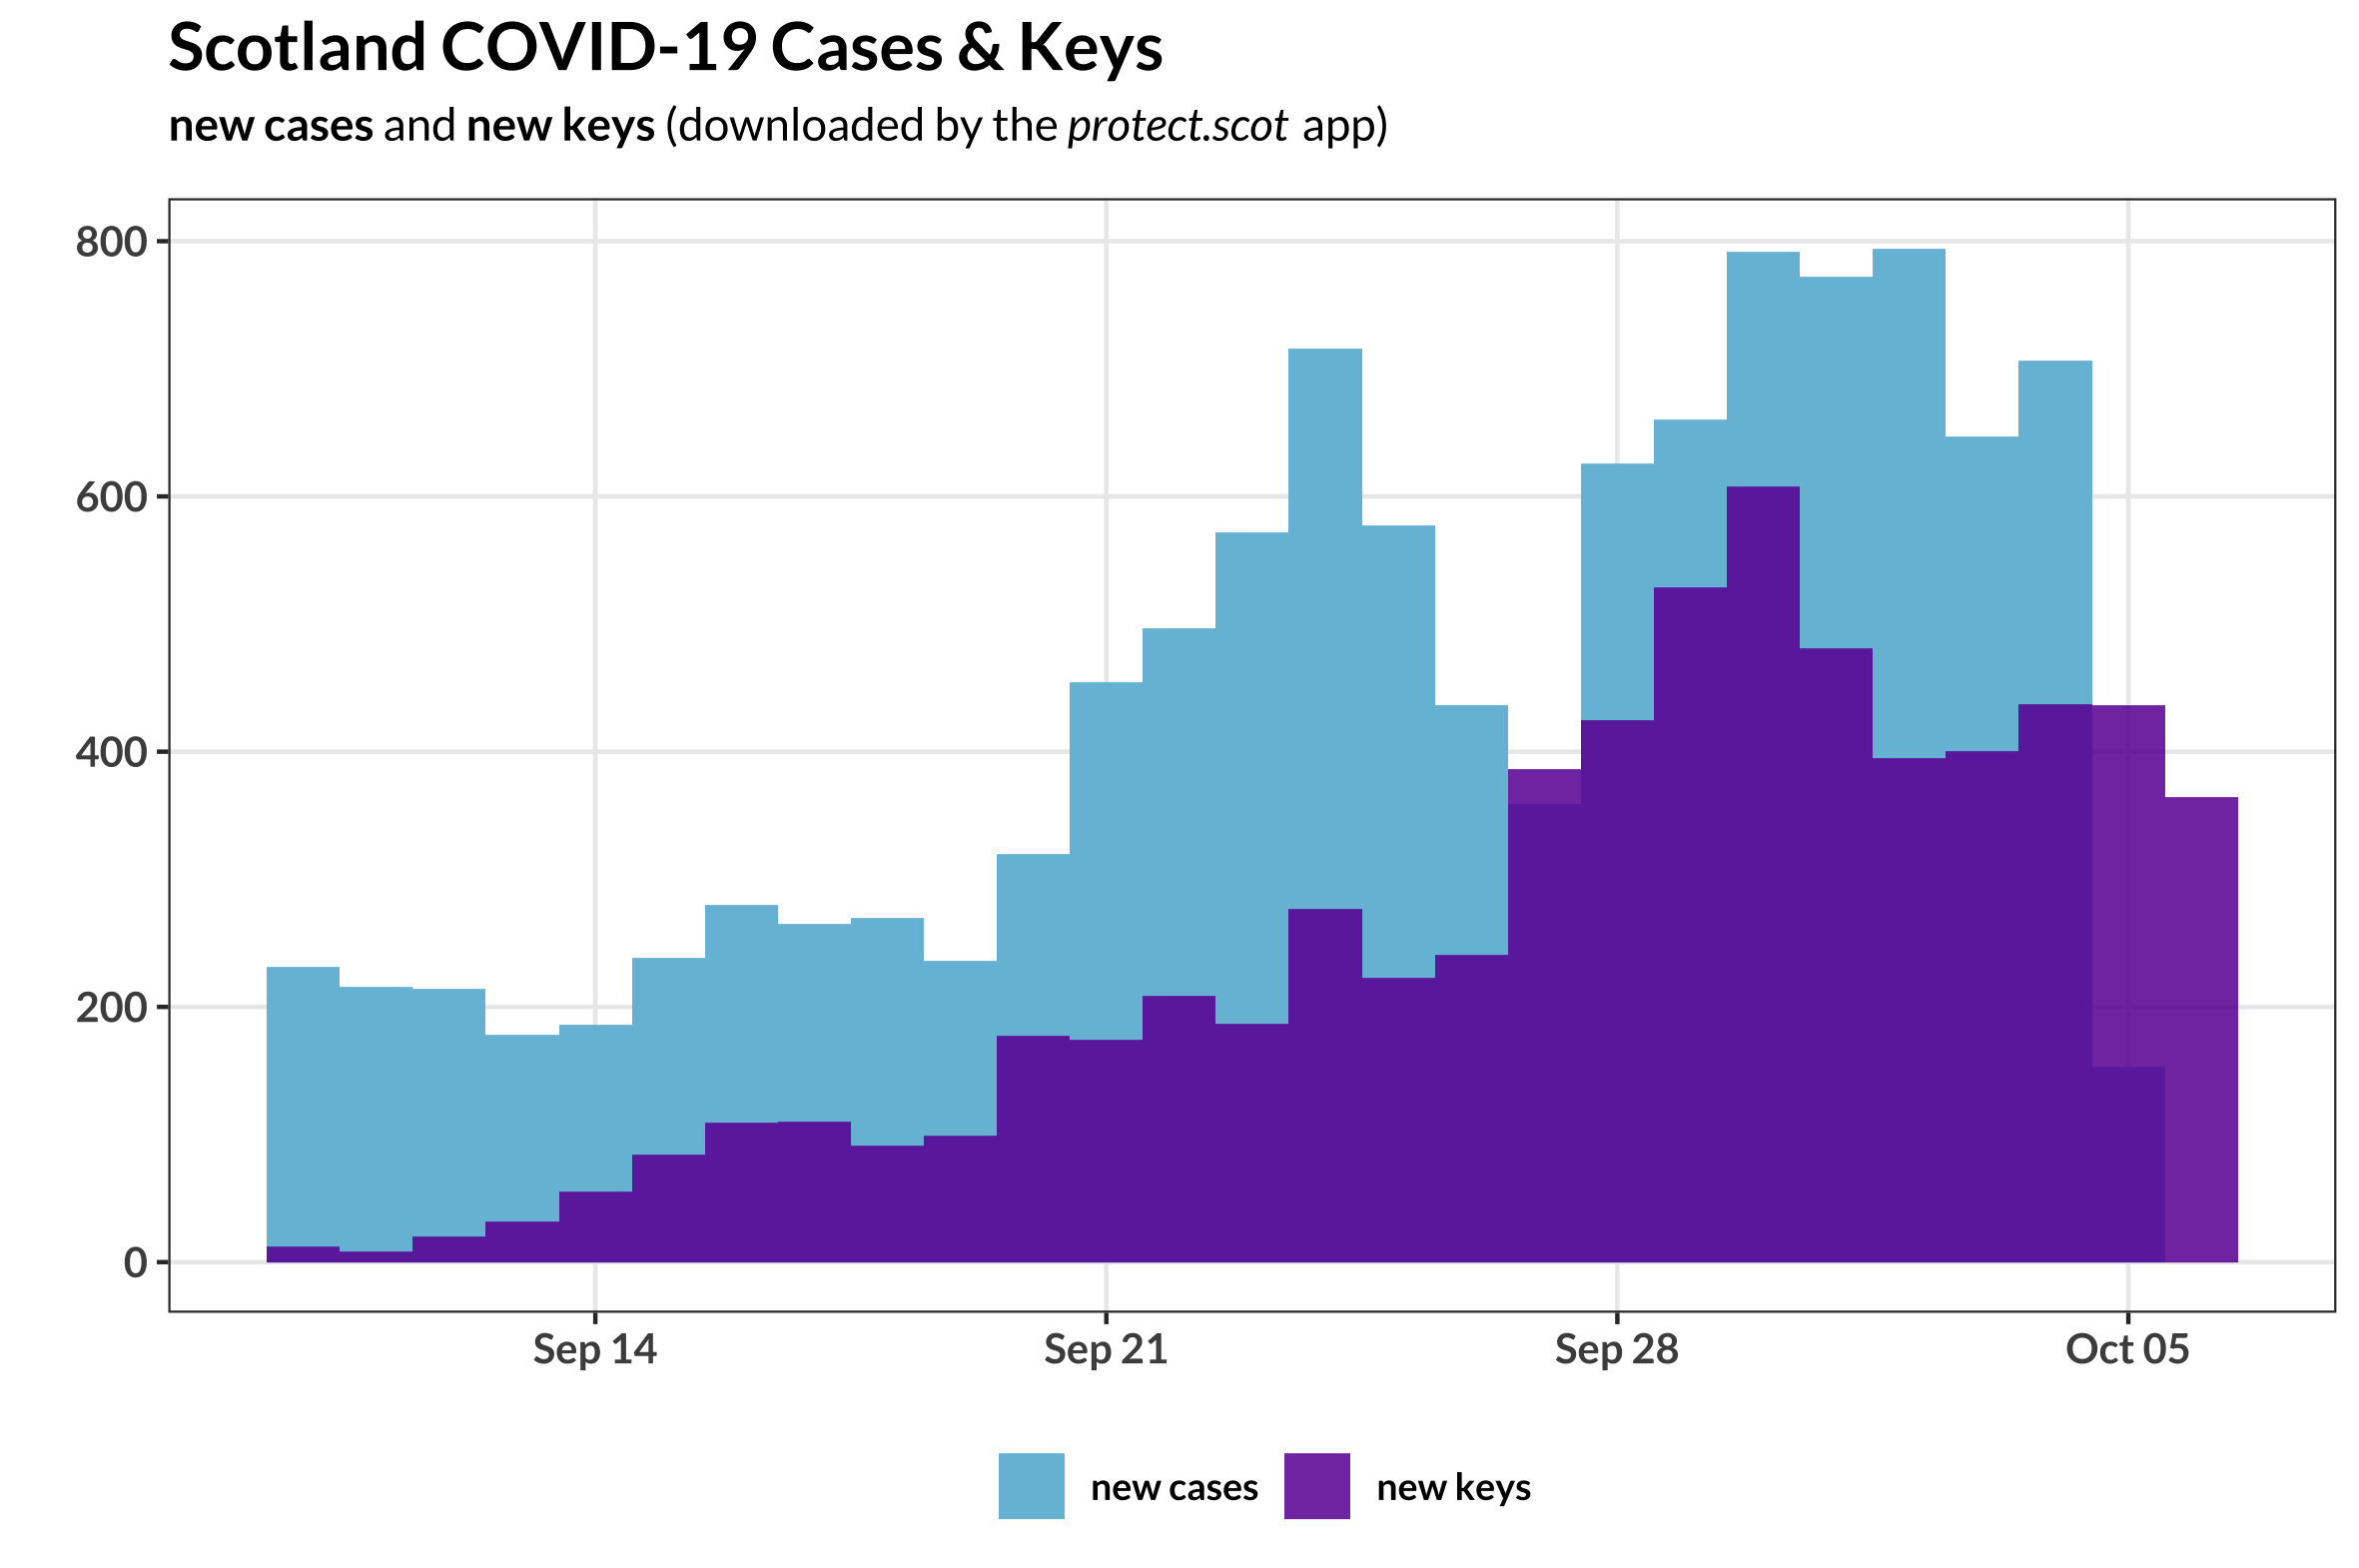 Scotland COVID-19 Cases & Keys
new cases and new keys (downloaded by the protect.scot app)
800
600
400
200
0
Sep 14 Sep 21 Sep 28 Oct 05
new cases new keys